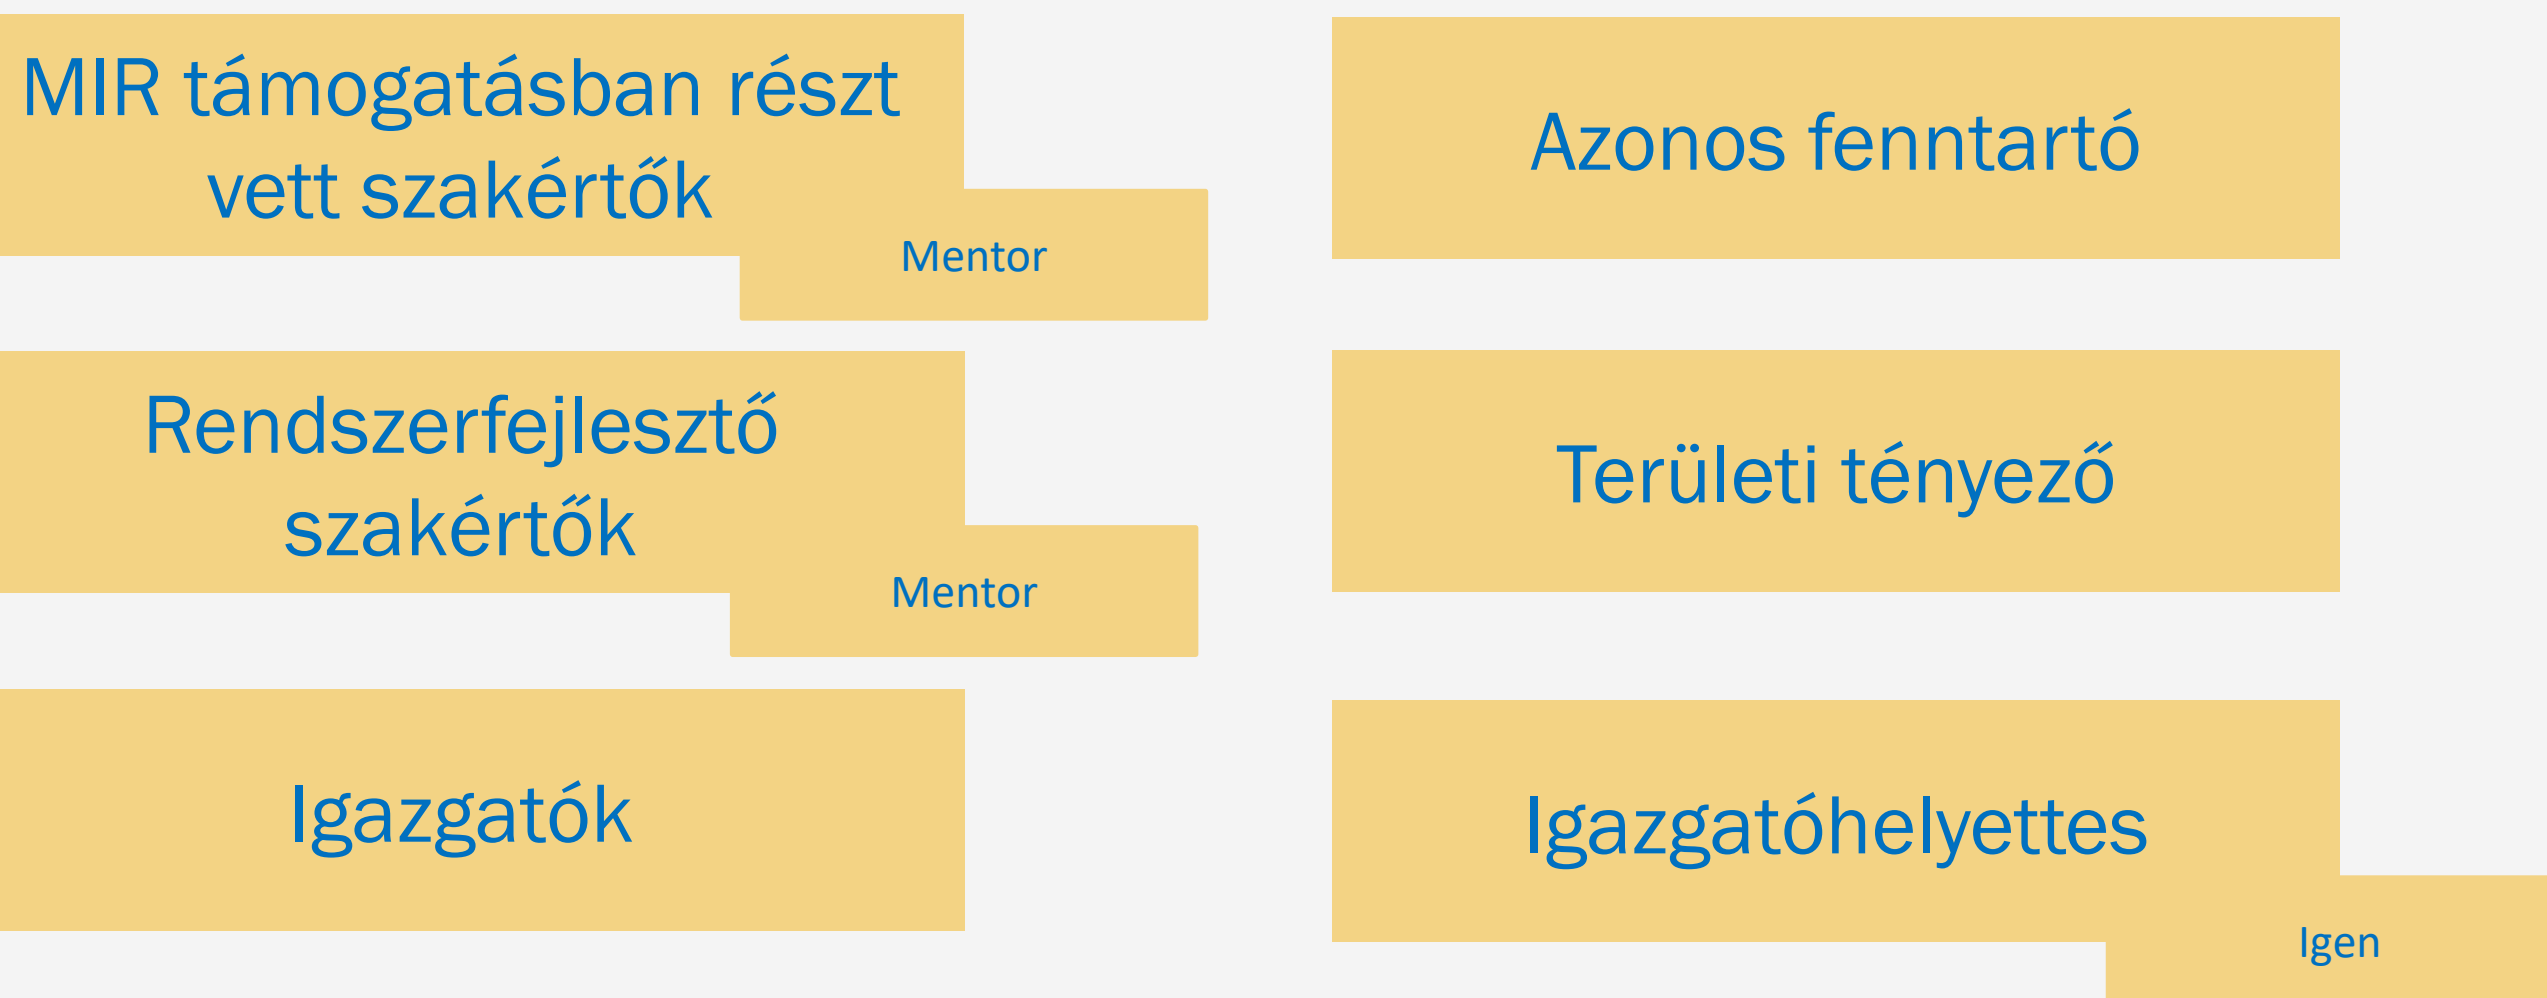 MIR támogatásban részt
vett szakértők
Mentor
Azonos fenntartó
Rendszerfejlesztő
szakértők
Mentor
Területi tényező
Igazgatók
Igazgatóhelyettes
Igen